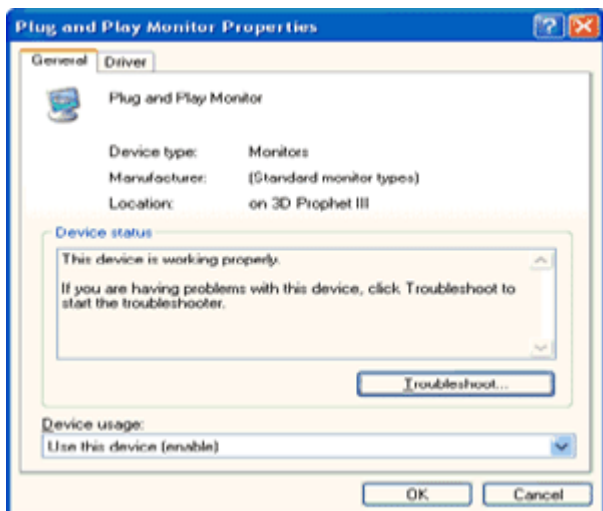 Plug and Play Monitor Properties
General Driver
Plug and Play Monitor
Device type: Monitors
Manufacturer: (Standard monitor types)
Location: on 3D Prophet III
Device status
This device is working properly.
If you are having problems with this device, click Troubleshoot to
start the troubleshooter.
Troubleshoot...
Device usage:
Use this device (enable)
OK Cancel